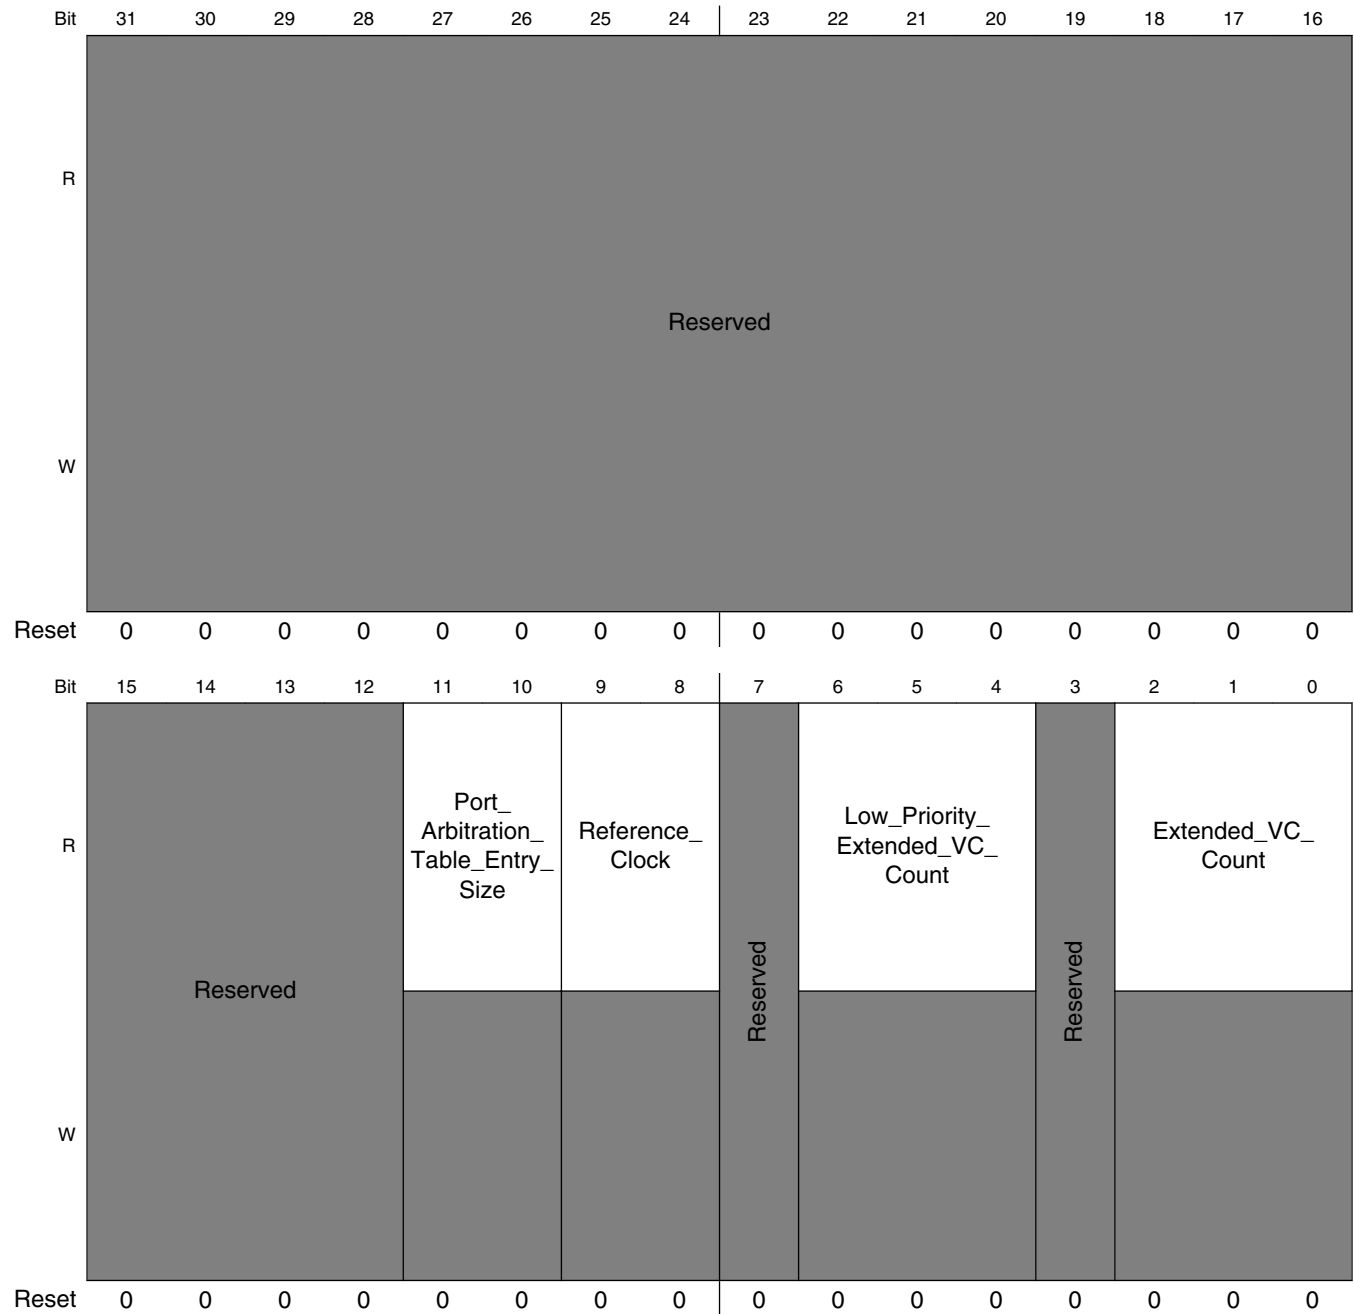 Bit 31 30 29 28 27 26 25 24 23 22 21 20 19 18 17 16
R
Reserved
W
Reset 0 0 0 0 0 0 0 0 0 0 0 0 0 0 0 0
Bit 15 14 13 12 11 10 9 8 7 6 5 4 3 2 1 0
R
Reserved
Port_
Arbitration_
Table_Entry_
Size
Reference_
Clock
Reserved
Low_Priority_
Extended_VC_
Count
Reserved
Extended_VC_
Count
W
Reset 0 0 0 0 0 0 0 0 0 0 0 0 0 0 0 0